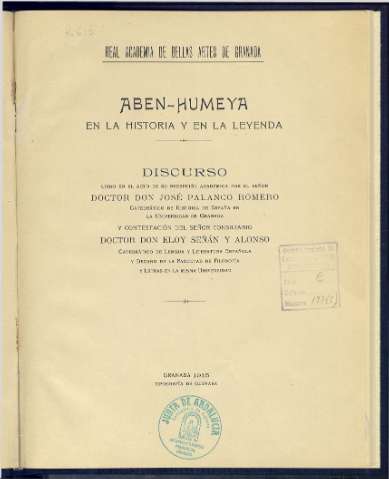 REAL ACADEMIA DE BELLAS ARTES DE GRANADA
ABEN-HUMEYA
EN LA HISTORIA Y EN LA LEYENDA
DISCURSO
LEIDO EN EL ACTO DE SU RECEPCIÓN ACADÉMICA POR EL SEÑOR
DOCTOR DON JOSÉ PALANCO ROMERO
CATEDRÁTICO DE HISTORIA DE ESPAÑA EN
LA UNIVERSIDAD DE GRANADA
Y CONTESTACIÓN DEL SEÑOR CONSILIARIO
DOCTOR DON ELOY SEÑÁN Y ALONSO
CATEDRÁTICO DE LENGUA Y LITERATURA ESPAÑOLA
Y DECANO DE LA FACULTAD DE FILOSOFÍA
Y LETRAS EN LA MISMA UNIVERSIDAD
GRANADA 1915
TIPOGRAFÍA DE
JUNTA DE ANDALUCIA